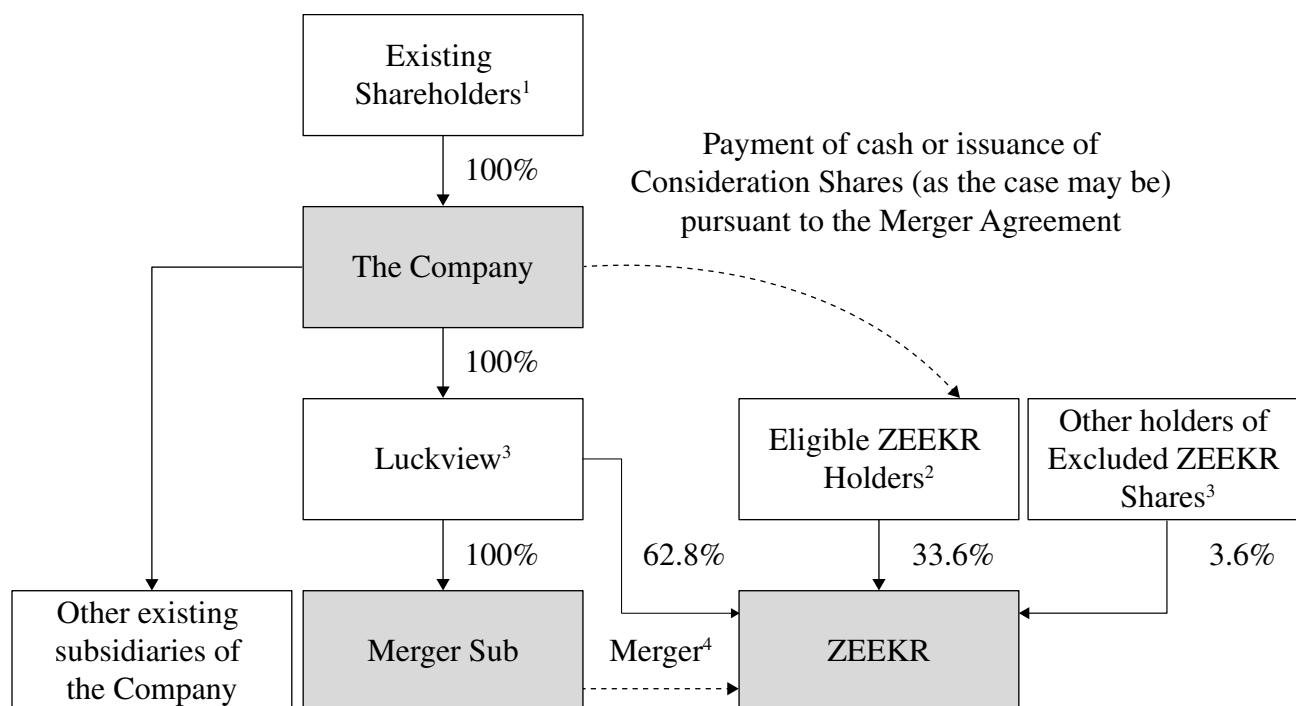 Existing
Shareholders¹
100%
Payment of cash or issuance of
Consideration Shares (as the case may be)
pursuant to the Merger Agreement
The Company
100%
Luckview³
Eligible ZEEKR
Holders²
Other holders of
Excluded ZEEKR
Shares³
100%
62.8%
33.6%
3.6%
Other existing
subsidiaries of
the Company
Merger Sub
Merger⁴
ZEEKR